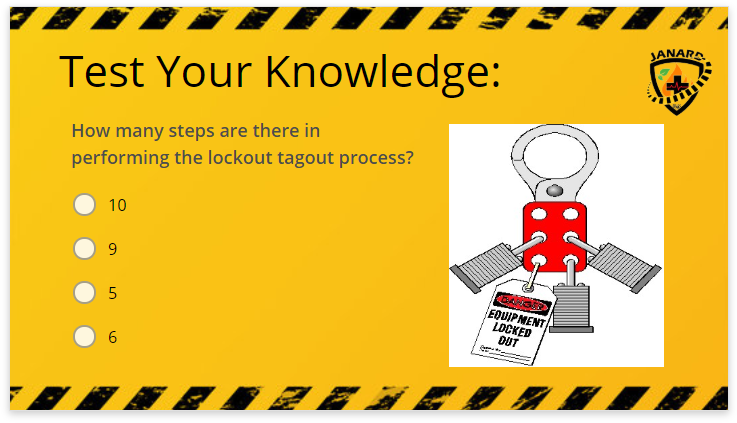 Test Your Knowledge:
JANARD
How many steps are there in
performing the lockout tagout process?
10
9
5
6
EQUIPMENT
LOCKED
OUT